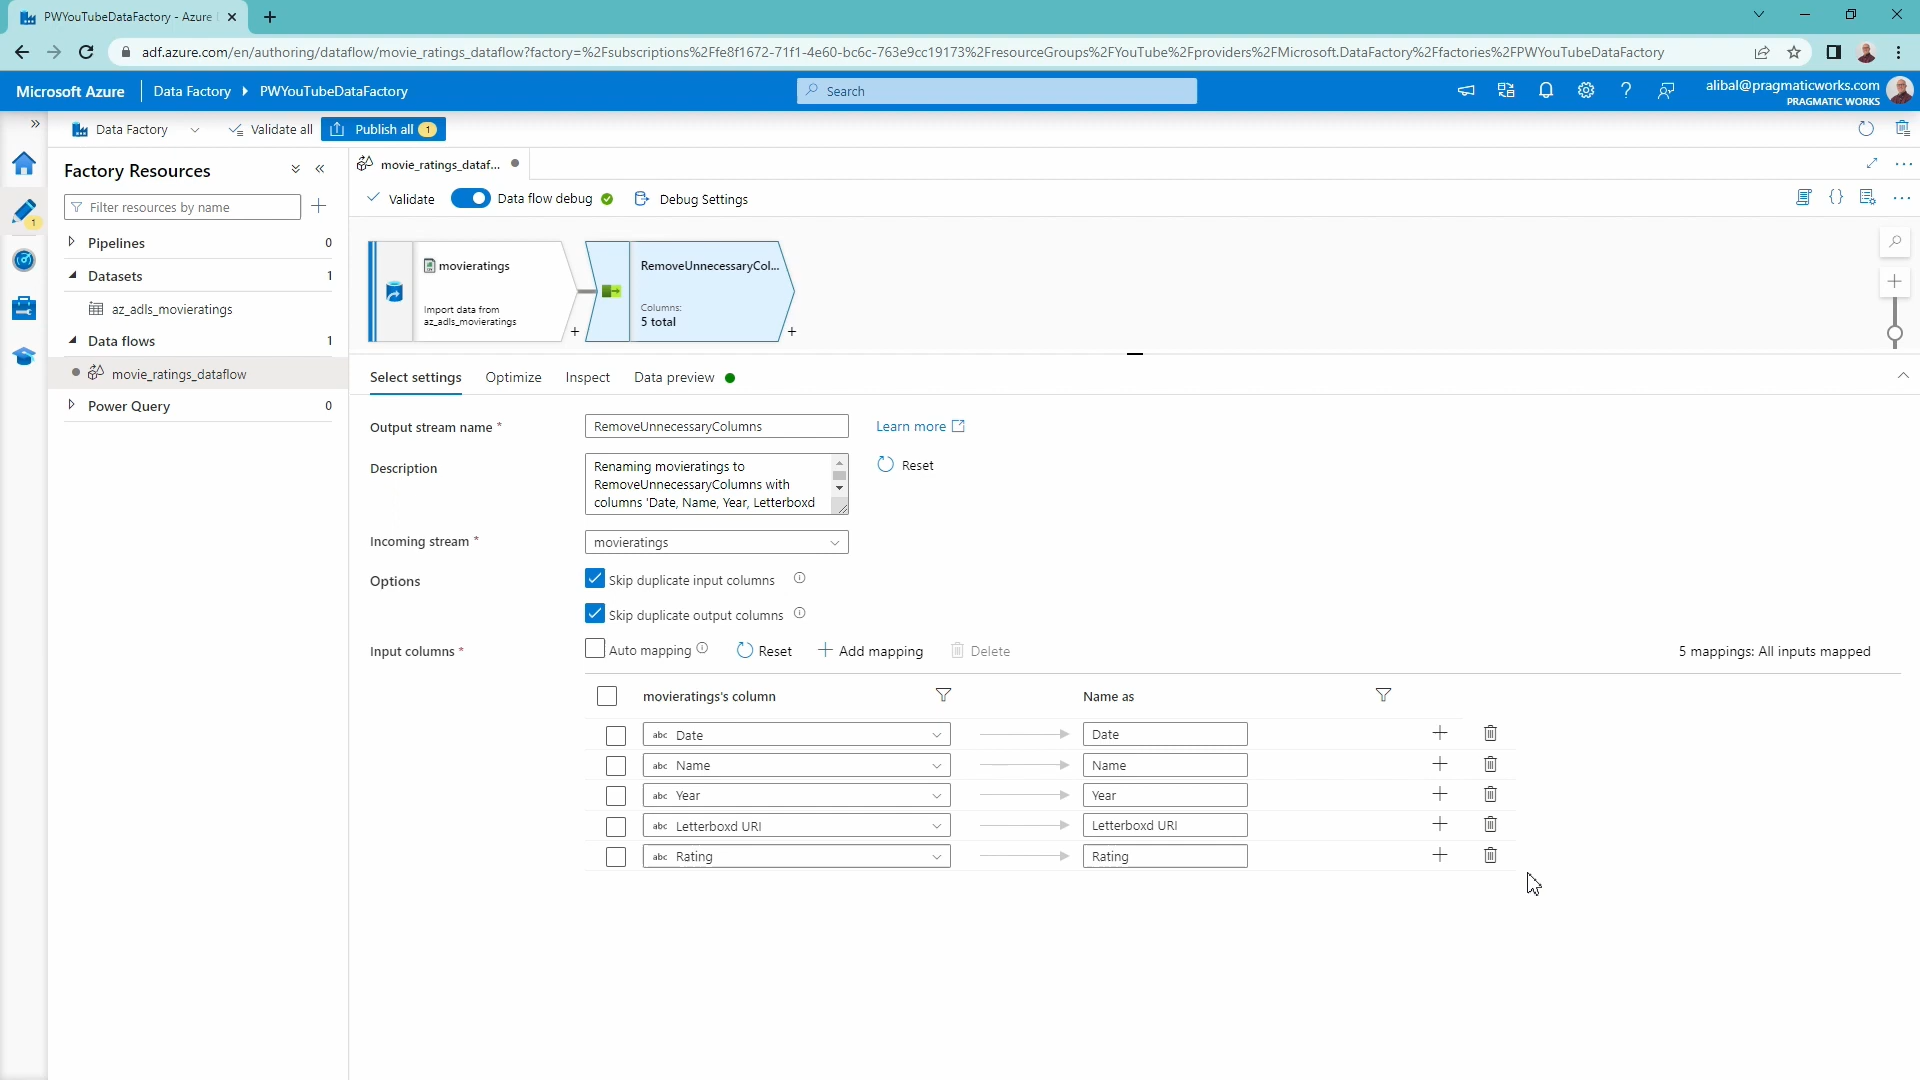 PWYouTubeDataFactory - Azure
adf.azure.com/en/authoring/dataflow/movie_ratings_dataflow?factory=%2Fsubscriptions%2Ffe8f1672-71f1-4e60-bc6c-763e9cc19173%2FresourceGroups%2FYouTube%2Fproviders%2FMicrosoft.DataFactory%2Ffactories%2FPWYouTubeDataFactory
Microsoft Azure
Data Factory
PWYouTubeDataFactory
Search
alibal@pragmaticworks.com
PRAGMATIC WORKS
Data Factory
Validate all
Publish all
1
Factory Resources
movie_ratings_dataf...
Filter resources by name
1
Validate
Data flow debug
Debug Settings
Pipelines 0
Datasets 1
az_adls_movieratings
Data flows 1
movie_ratings_dataflow
Power Query 0
movieratings
Import data from
az_adls_movieratings
RemoveUnnecessaryCol...
Columns:
5 total
Select settings
Optimize
Inspect
Data preview
Output stream name *
RemoveUnnecessaryColumns
Learn more
Description
Renaming movieratings to
RemoveUnnecessaryColumns with
columns 'Date, Name, Year, Letterboxd
Reset
Incoming stream *
movieratings
Options
Skip duplicate input columns
Skip duplicate output columns
Input columns *
Auto mapping
Reset
Add mapping
Delete
5 mappings: All inputs mapped
movieratings's column
Name as
abc Date
Date
abc Name
Name
abc Year
Year
abc Letterboxd URI
Letterboxd URI
abc Rating
Rating